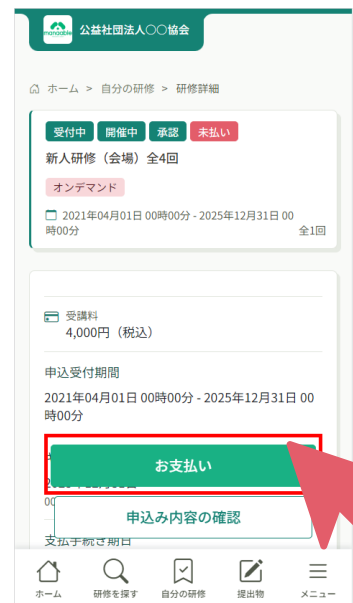 manaable 公益社団法人〇〇協会
ホーム > 自分の研修 > 研修詳細
受付中 開催中 承認 未払い
新人研修（会場）全4回
オンデマンド
2021年04月01日 00時00分 - 2025年12月31日 00
時00分 全1回
受講料
4,000円（税込）
申込受付期間
2021年04月01日 00時00分 - 2025年12月31日 00
時00分
お支払い
申込み内容の確認
支払手続き期日
ホーム 研修を探す 自分の研修 提出物 メニュー